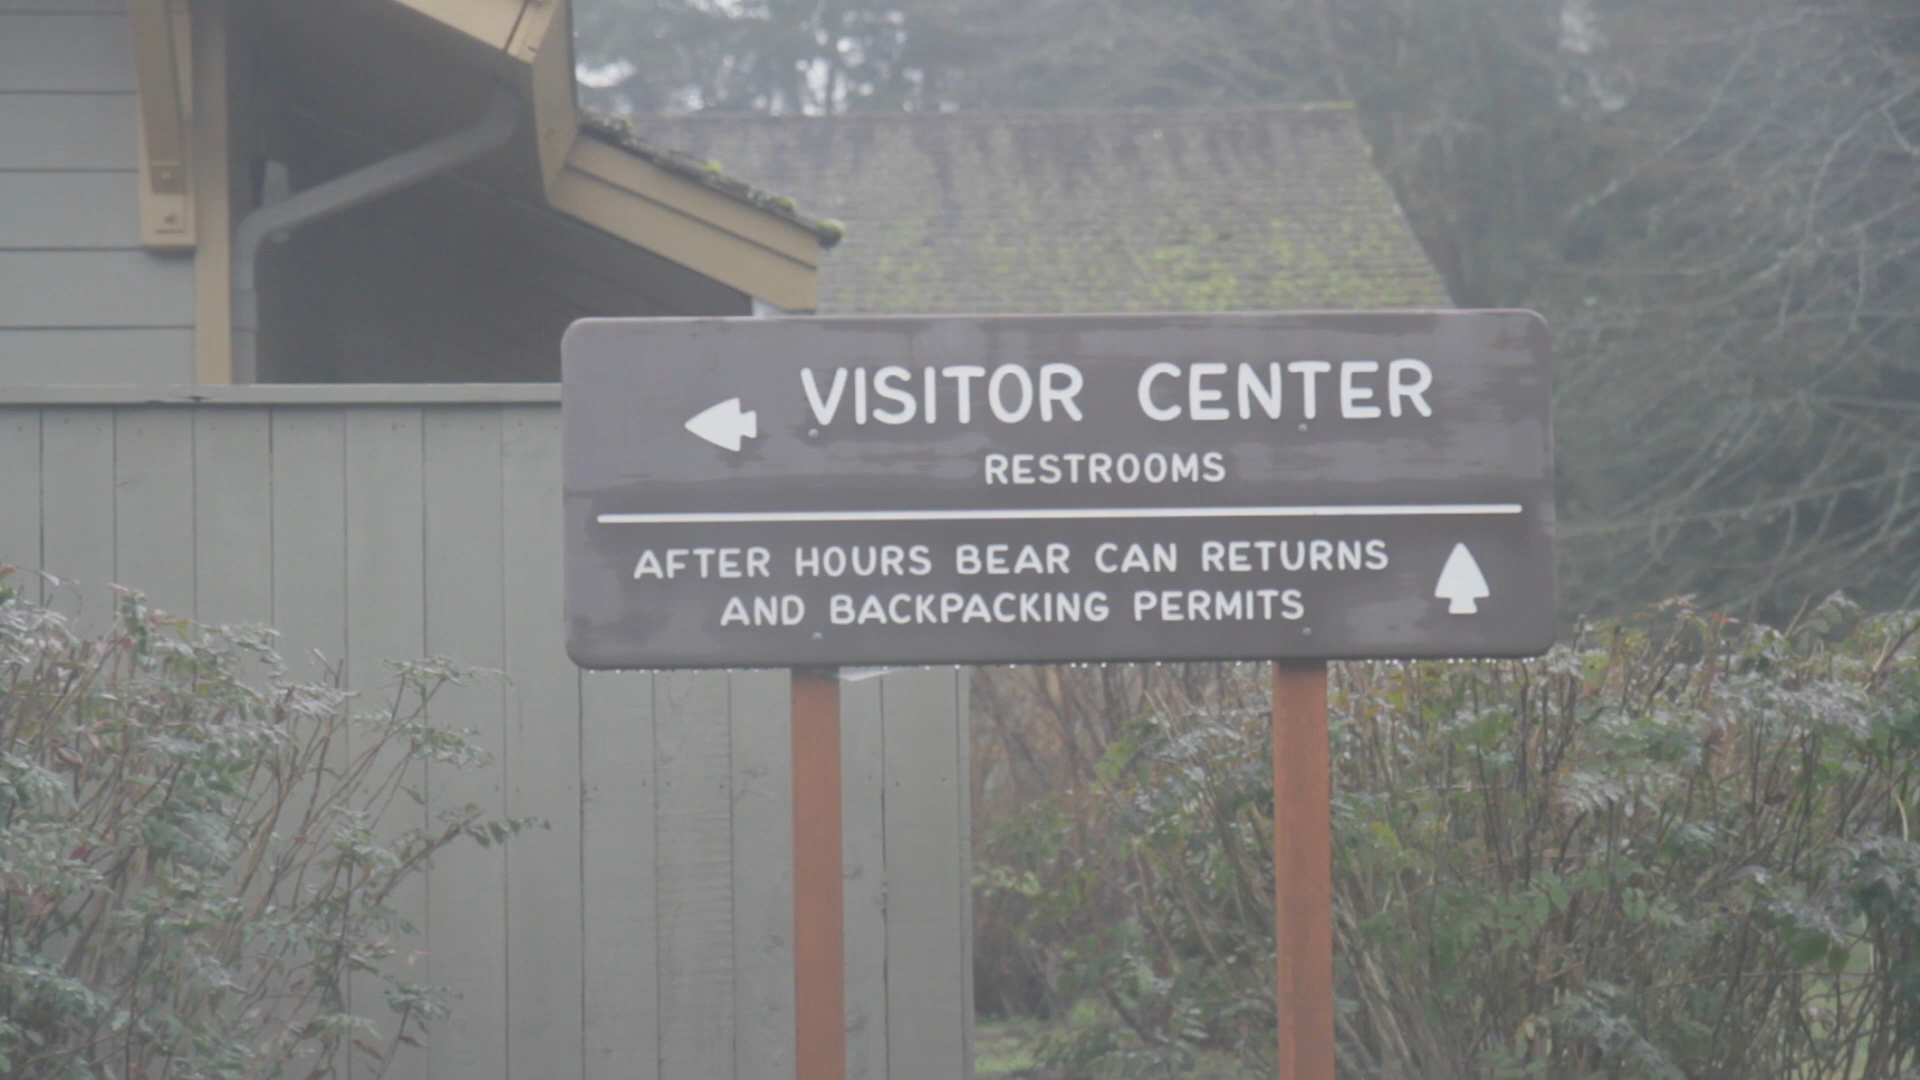 VISITOR CENTER
RESTROOMS
AFTER HOURS BEAR CAN RETURNS
AND BACKPACKING PERMITS